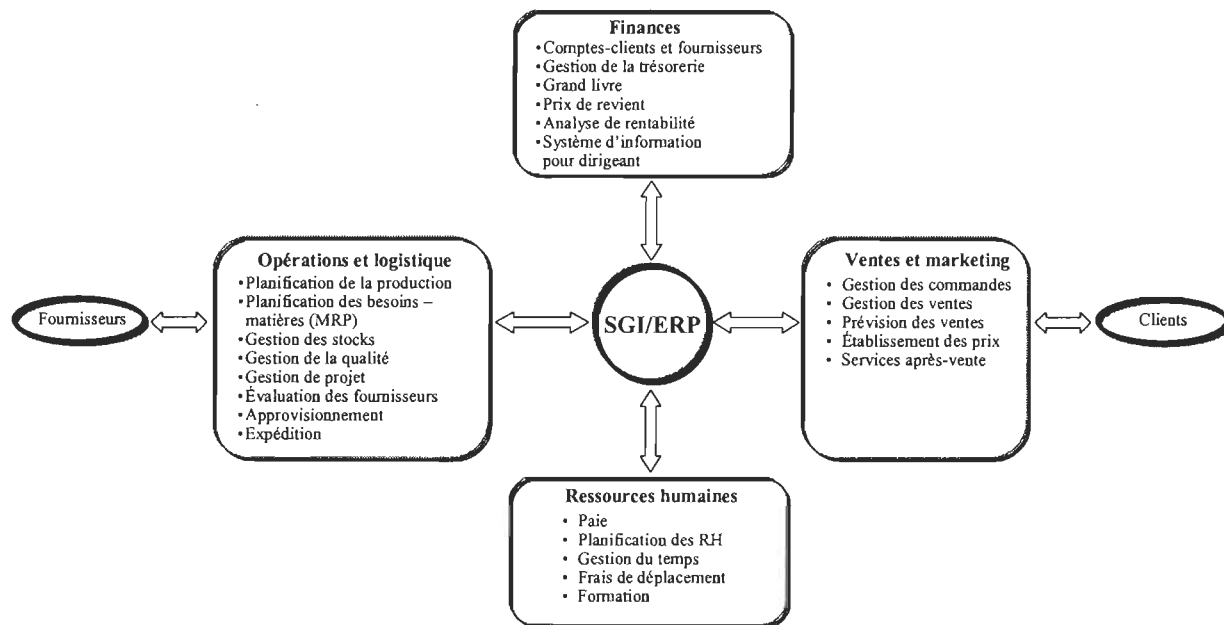 Finances
•Comptes-clients et fournisseurs
•Gestion de la trésorerie
•Grand livre
•Prix de revient
•Analyse de rentabilité
•Système d'information
pour dirigeant
Opérations et logistique
•Planification de la production
•Planification des besoins –
matières (MRP)
•Gestion des stocks
•Gestion de la qualité
•Gestion de projet
•Évaluation des fournisseurs
•Approvisionnement
•Expédition
Fournisseurs
SGI/ERP
Ventes et marketing
• Gestion des commandes
• Gestion des ventes
• Prévision des ventes
• Établissement des prix
• Services après-vente
Clients
Ressources humaines
• Paie
• Planification des RH
• Gestion du temps
• Frais de déplacement
• Formation